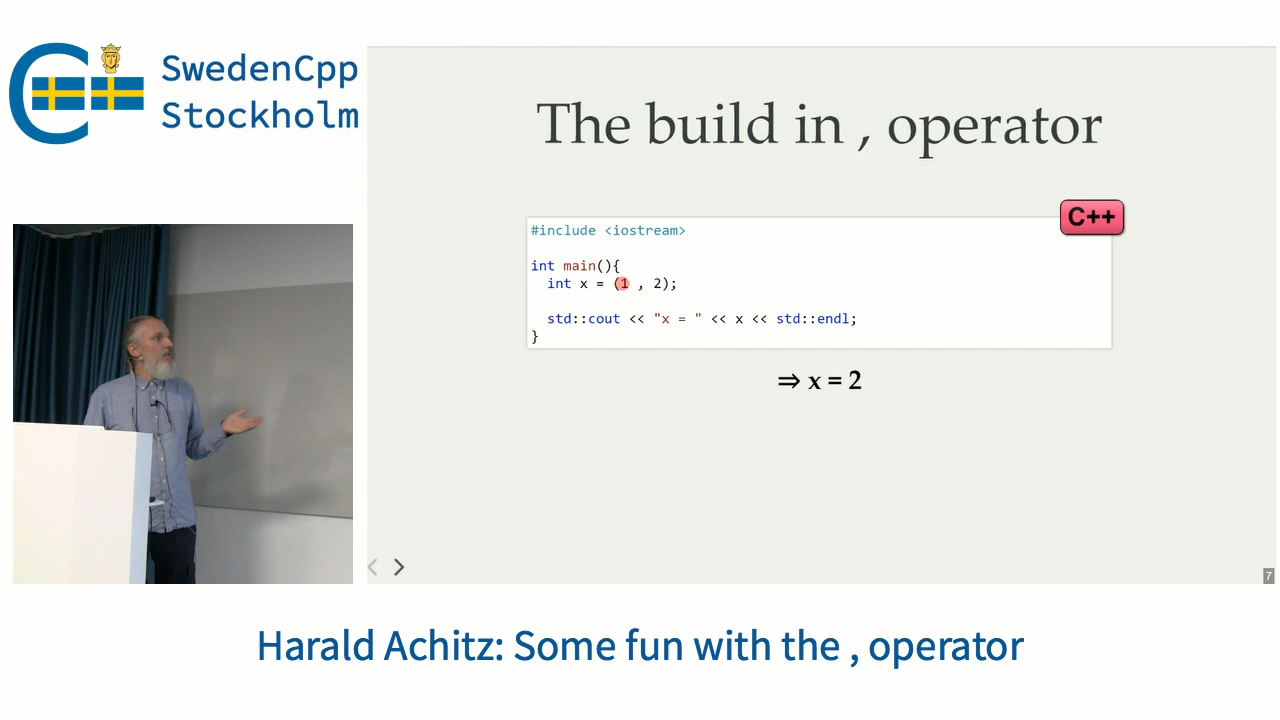 SwedenCpp
Stockholm
The build in , operator
C++
#include <iostream>
int main(){
int x = (1 , 2);
std::cout << "x = " << x << std::endl;
}
⇒ x = 2
7
Harald Achitz: Some fun with the , operator